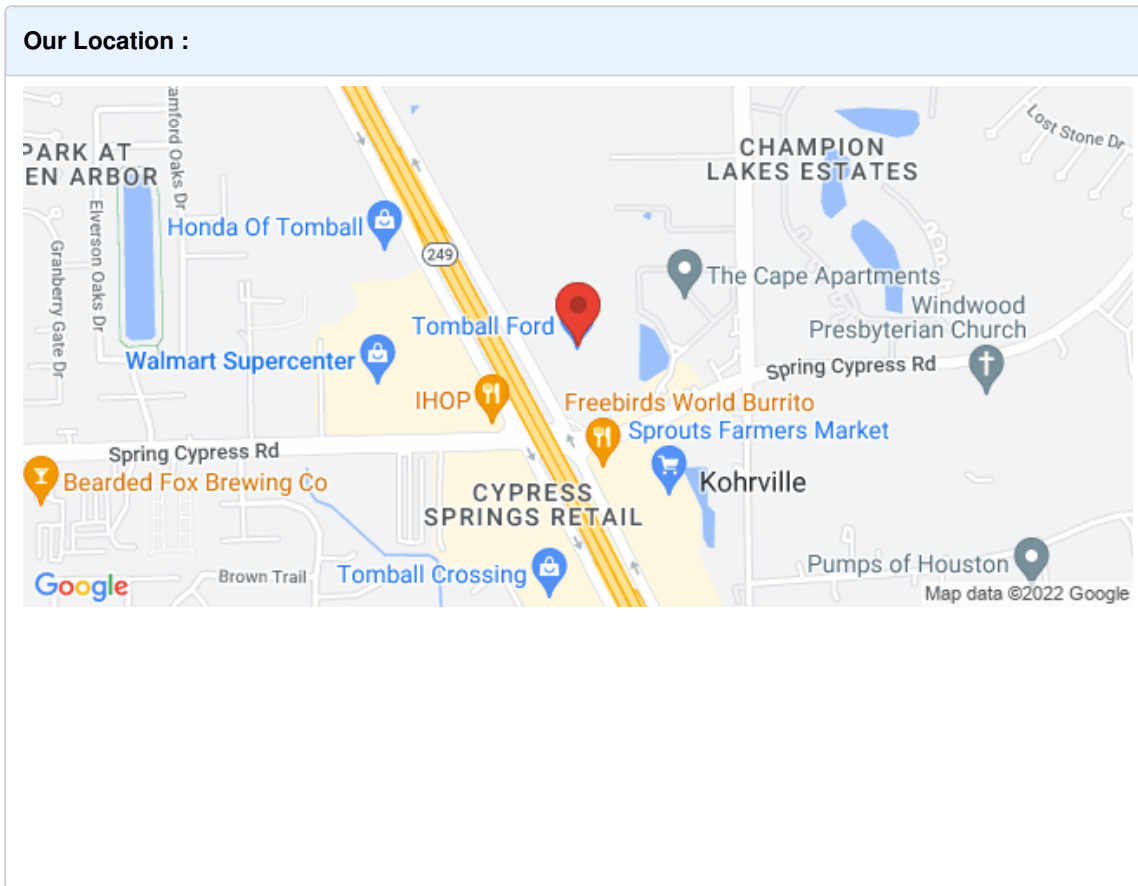 Our Location :
amford Oaks Dr
PARK AT
EN ARBOR
CHAMPION
LAKES ESTATES
Lost Stone Dr
Elverson Oaks Dr
Granberry Gate Dr
Honda Of Tomball
249
The Cape Apartments
Tomball Ford
Windwood
Presbyterian Church
Walmart Supercenter
Spring Cypress Rd
IHOP
Freebirds World Burrito
Sprouts Farmers Market
Spring Cypress Rd
Bearded Fox Brewing Co
Kohrville
CYPRESS
SPRINGS RETAIL
Pumps of Houston
Brown Trail
Tomball Crossing
Google
Map data ©2022 Google